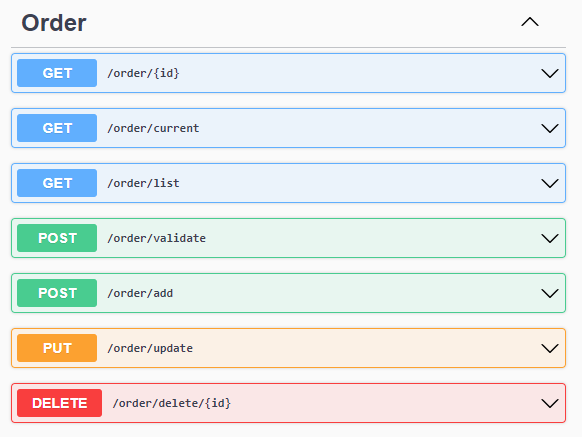 Order
GET /order/{id}
GET /order/current
GET /order/list
POST /order/validate
POST /order/add
PUT /order/update
DELETE /order/delete/{id}